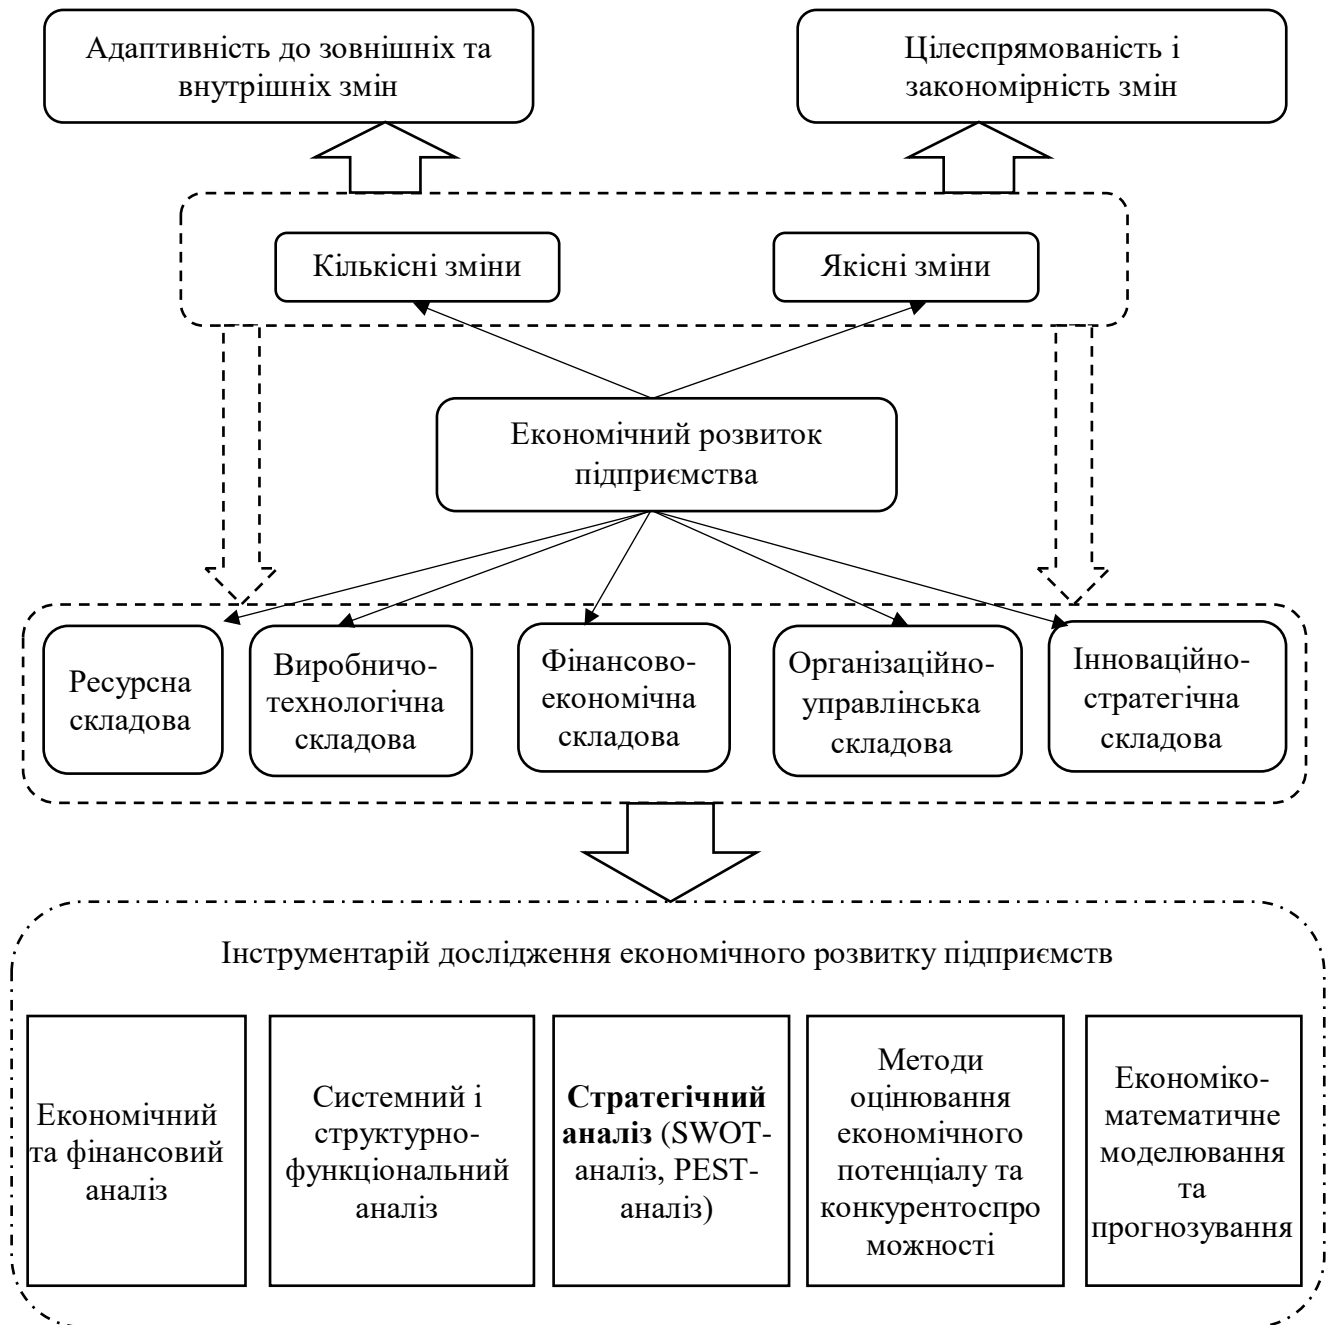 Адаптивність до зовнішніх та
внутрішніх змін
Цілеспрямованість і
закономірність змін
Кількісні зміни
Якісні зміни
Економічний розвиток
підприємства
Ресурсна
складова
Виробничо-
технологічна
складова
Фінансово-
економічна
складова
Організаційно-
управлінська
складова
Інноваційно-
стратегічна
складова
Інструментарій дослідження економічного розвитку підприємств
Економічний
та фінансовий
аналіз
Системний і
структурно-
функціональний
аналіз
Стратегічний
аналіз (SWOT-
аналіз, PEST-
аналіз)
Методи
оцінювання
економічного
потенціалу та
конкурентоспро
можності
Економіко-
математичне
моделювання
та
прогнозування